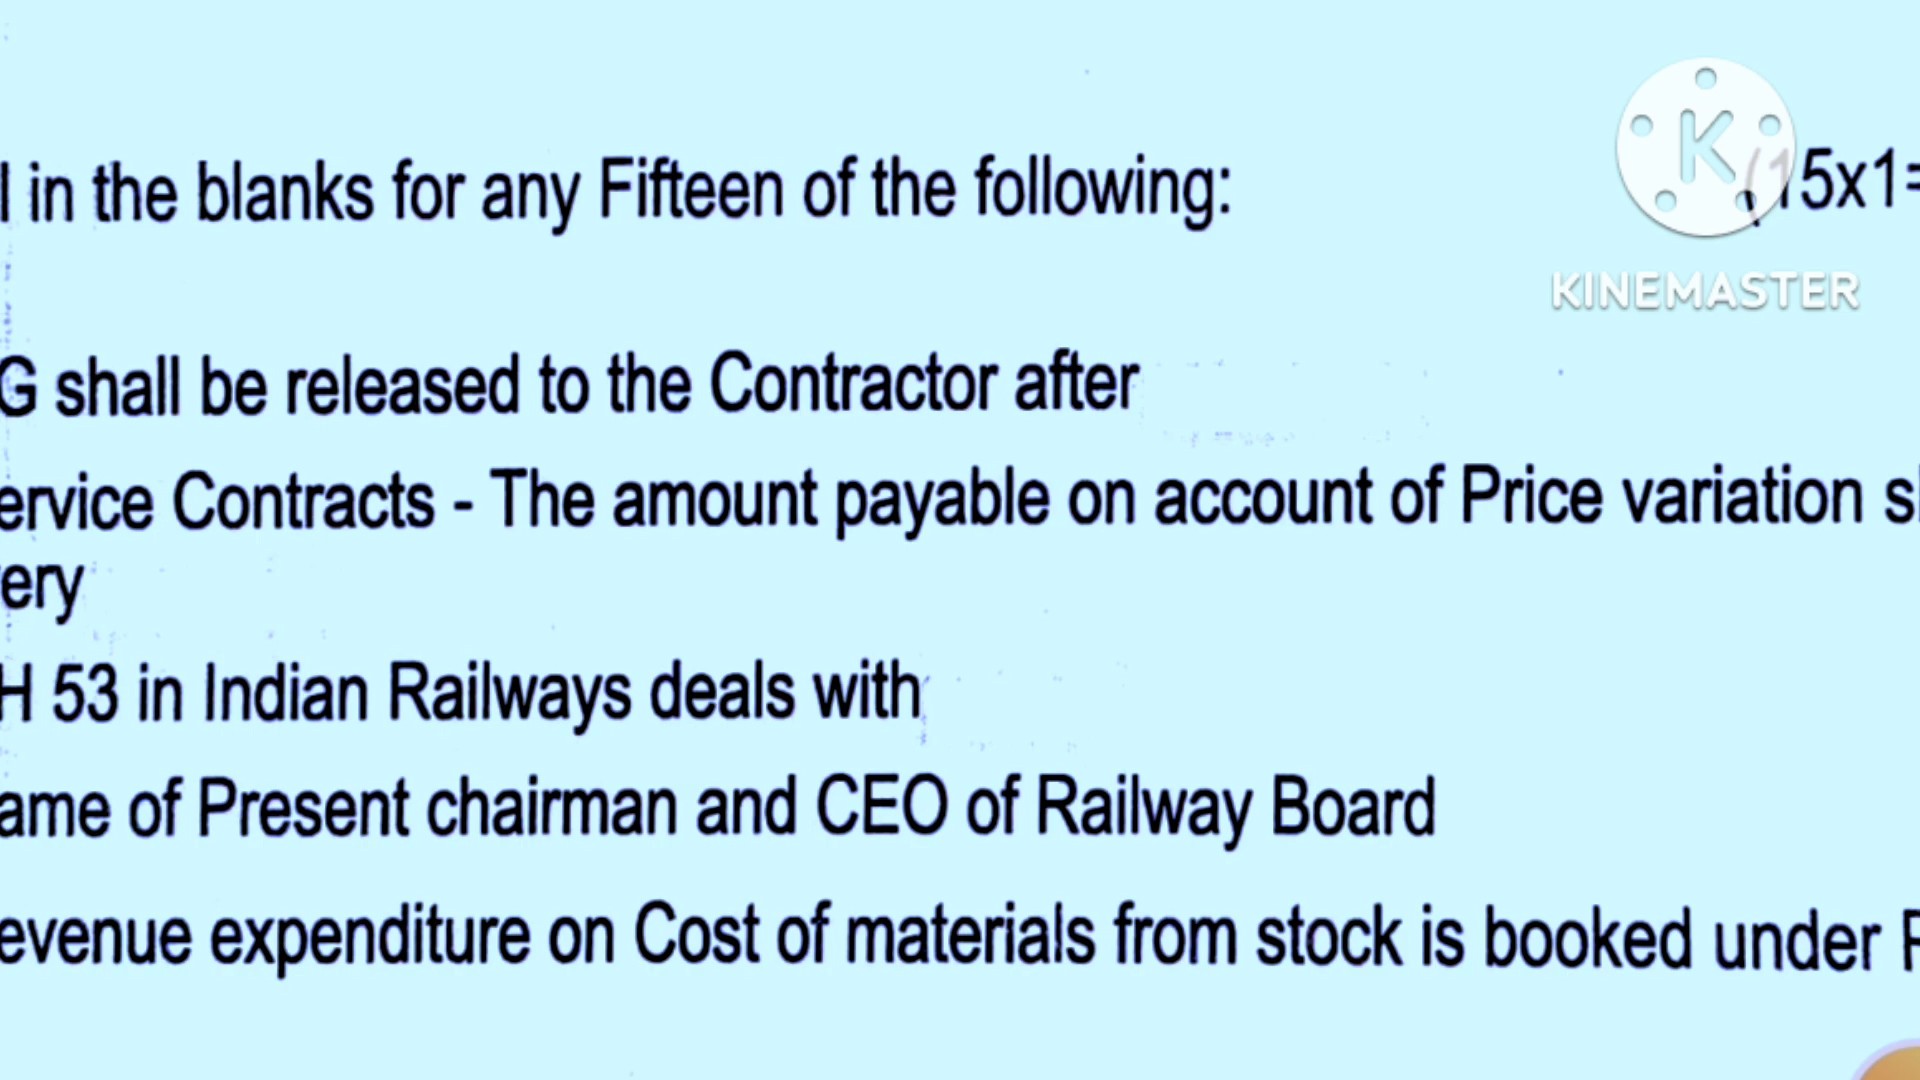 l in the blanks for any Fifteen of the following: (15x1=
KINEMASTER
G shall be released to the Contractor after
ervice Contracts - The amount payable on account of Price variation s
ery
H 53 in Indian Railways deals with
ame of Present chairman and CEO of Railway Board
evenue expenditure on Cost of materials from stock is booked under P